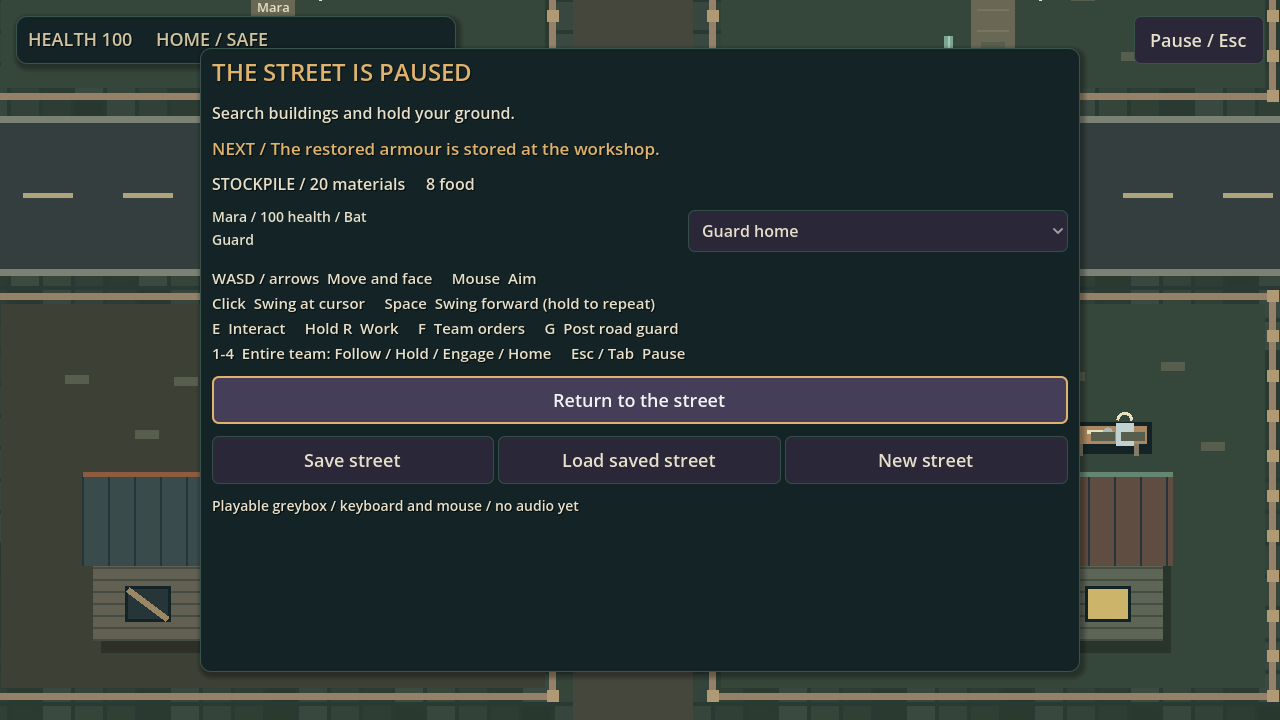 Mara
HEALTH 100 HOME / SAFE
Pause / Esc
THE STREET IS PAUSED
Search buildings and hold your ground.
NEXT / The restored armour is stored at the workshop.
STOCKPILE / 20 materials 8 food
Mara / 100 health / Bat
Guard
Guard home
WASD / arrows Move and face Mouse Aim
Click Swing at cursor Space Swing forward (hold to repeat)
E Interact Hold R Work F Team orders G Post road guard
1-4 Entire team: Follow / Hold / Engage / Home Esc / Tab Pause
Return to the street
Save street Load saved street New street
Playable greybox / keyboard and mouse / no audio yet